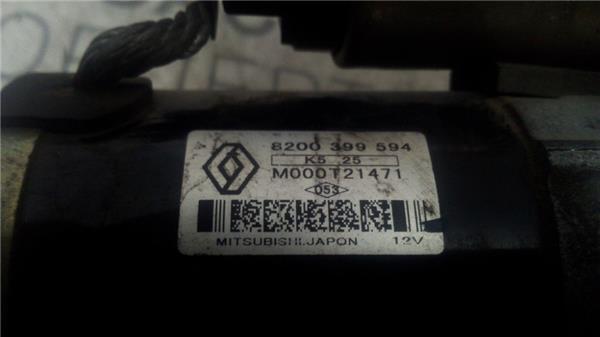 8200 399 594
K5 25
M000T21471
053
MITSUBISHI.JAPON 12V